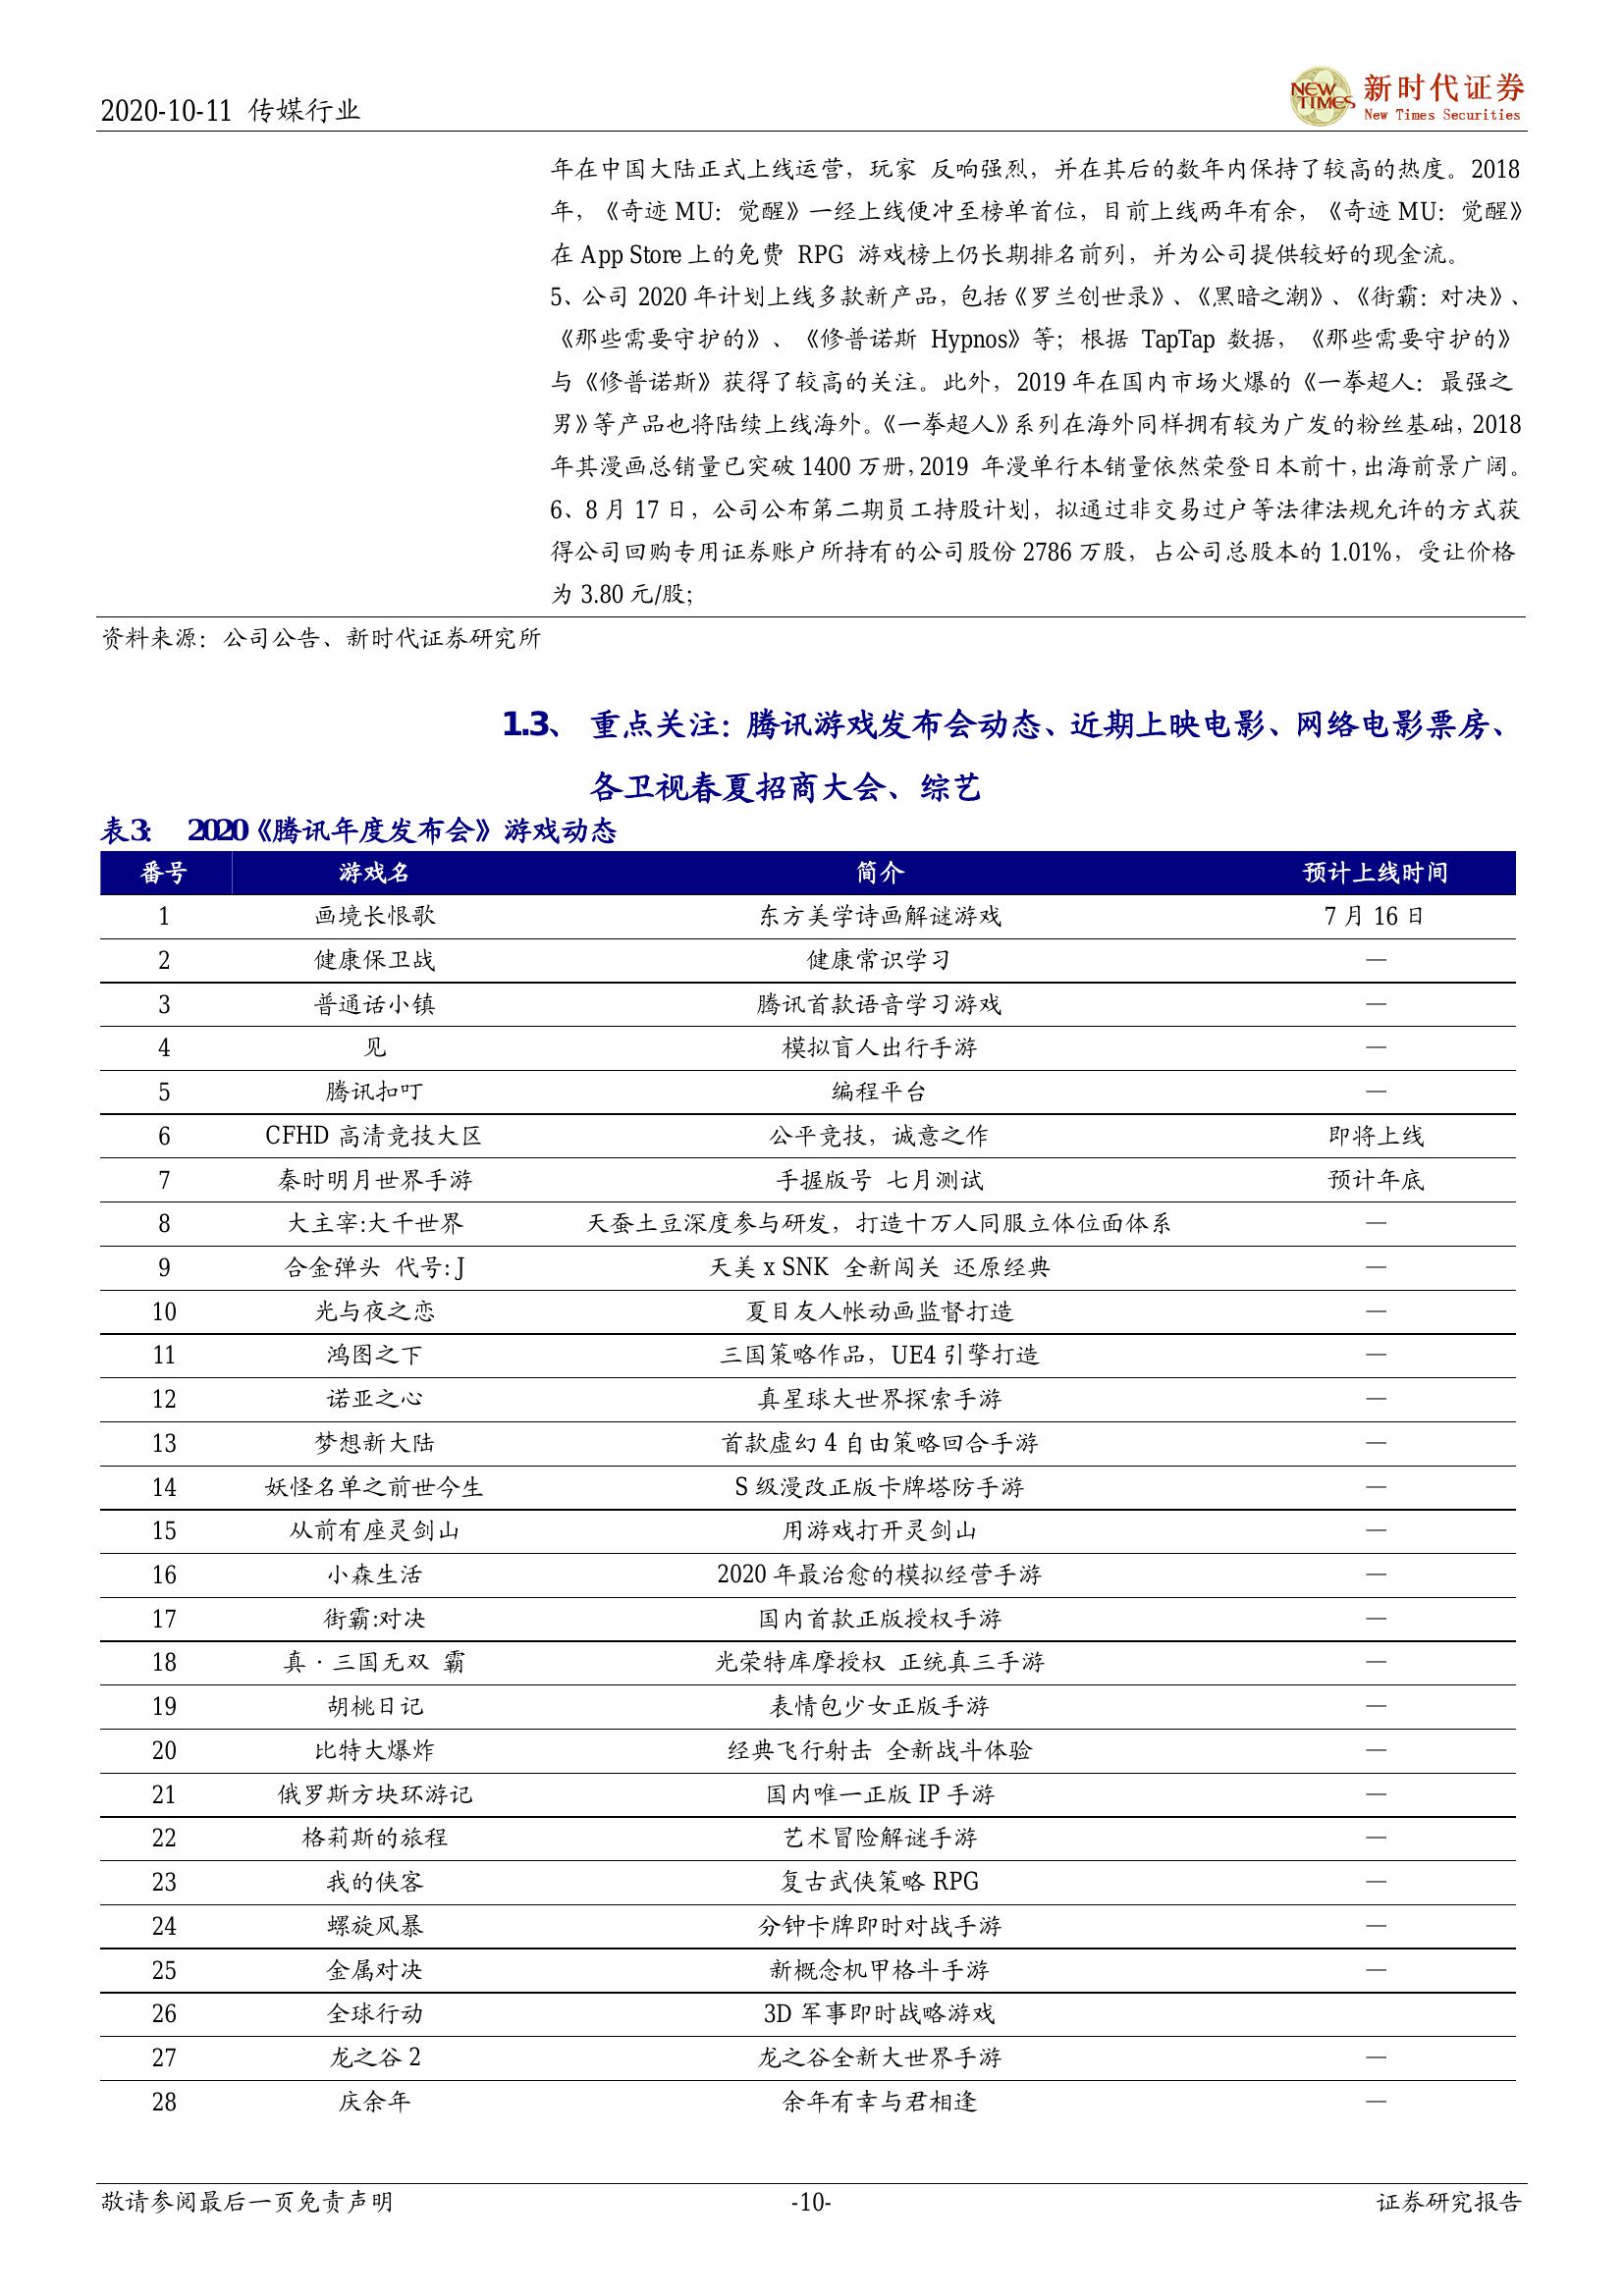 2020-10-11 传媒行业
NEW TIMES
新时代证券
New Times Securities
年在中国大陆正式上线运营，玩家 反响强烈，并在其后的数年内保持了较高的热度。2018
年，《奇迹 MU：觉醒》一经上线便冲至榜单首位，目前上线两年有余，《奇迹 MU：觉醒》
在 App Store 上的免费 RPG 游戏榜上仍长期排名前列，并为公司提供较好的现金流。
5、公司 2020 年计划上线多款新产品，包括《罗兰创世录》、《黑暗之潮》、《街霸：对决》、
《那些需要守护的》、《修普诺斯 Hypnos》等；根据 TapTap 数据，《那些需要守护的》
与《修普诺斯》获得了较高的关注。此外，2019 年在国内市场火爆的《一拳超人：最强之
男》等产品也将陆续上线海外。《一拳超人》系列在海外同样拥有较为广发的粉丝基础，2018
年其漫画总销量已突破 1400 万册，2019 年漫单行本销量依然荣登日本前十，出海前景广阔。
6、8 月 17 日，公司公布第二期员工持股计划，拟通过非交易过户等法律法规允许的方式获
得公司回购专用证券账户所持有的公司股份 2786 万股，占公司总股本的 1.01%，受让价格
为 3.80 元/股；
资料来源：公司公告、新时代证券研究所
1.3、 重点关注：腾讯游戏发布会动态、近期上映电影、网络电影票房、
各卫视春夏招商大会、综艺
表3： 2020《腾讯年度发布会》游戏动态
番号 游戏名 简介 预计上线时间
1 画境长恨歌 东方美学诗画解谜游戏 7 月 16 日
2 健康保卫战 健康常识学习 —
3 普通话小镇 腾讯首款语音学习游戏 —
4 见 模拟盲人出行手游 —
5 腾讯扣叮 编程平台 —
6 CFHD 高清竞技大区 公平竞技，诚意之作 即将上线
7 秦时明月世界手游 手握版号 七月测试 预计年底
8 大主宰:大千世界 天蚕土豆深度参与研发，打造十万人同服立体位面体系 —
9 合金弹头 代号: J 天美 x SNK 全新闯关 还原经典 —
10 光与夜之恋 夏目友人帐动画监督打造 —
11 鸿图之下 三国策略作品，UE4 引擎打造 —
12 诺亚之心 真星球大世界探索手游 —
13 梦想新大陆 首款虚幻 4 自由策略回合手游 —
14 妖怪名单之前世今生 S 级漫改正版卡牌塔防手游 —
15 从前有座灵剑山 用游戏打开灵剑山 —
16 小森生活 2020 年最治愈的模拟经营手游 —
17 街霸:对决 国内首款正版授权手游 —
18 真 · 三国无双 霸 光荣特库摩授权 正统真三手游 —
19 胡桃日记 表情包少女正版手游 —
20 比特大爆炸 经典飞行射击 全新战斗体验 —
21 俄罗斯方块环游记 国内唯一正版 IP 手游 —
22 格莉斯的旅程 艺术冒险解谜手游 —
23 我的侠客 复古武侠策略 RPG —
24 螺旋风暴 分钟卡牌即时对战手游 —
25 金属对决 新概念机甲格斗手游 —
26 全球行动 3D 军事即时战略游戏
27 龙之谷 2 龙之谷全新大世界手游 —
28 庆余年 余年有幸与君相逢 —
敬请参阅最后一页免责声明 -10- 证券研究报告